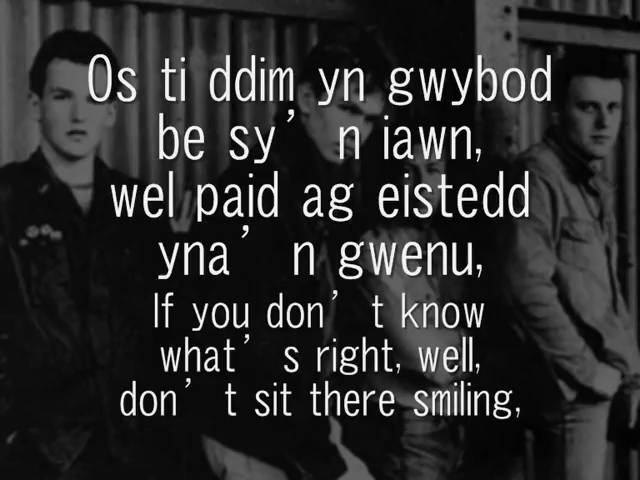 Os ti ddim yn gwybod
be sy’n iawn,
wel paid ag eistedd
yna’n gwenu,
If you don’t know
what’s right, well,
don’t sit there smiling,